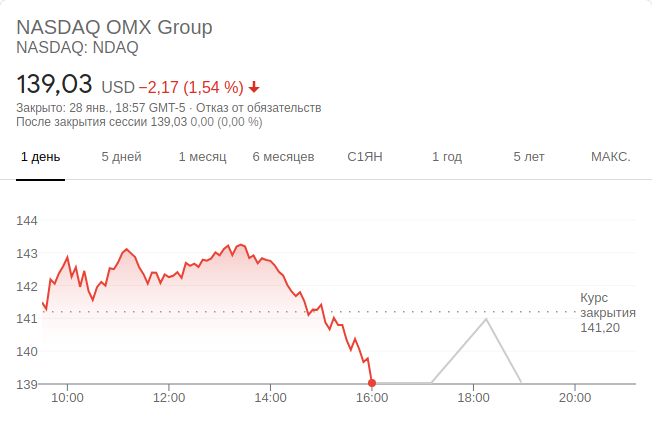 NASDAQ OMX Group
NASDAQ: NDAQ
139,03 USD −2,17 (1,54 %)
Закрыто: 28 янв., 18:57 GMT-5 · Отказ от обязательств
После закрытия сессии 139,03 0,00 (0,00 %)
1 день 5 дней 1 месяц 6 месяцев С1ЯН 1 год 5 лет МАКС.
144
143
142
141
140
139
Курс
закрытия
141,20
10:00 12:00 14:00 16:00 18:00 20:00